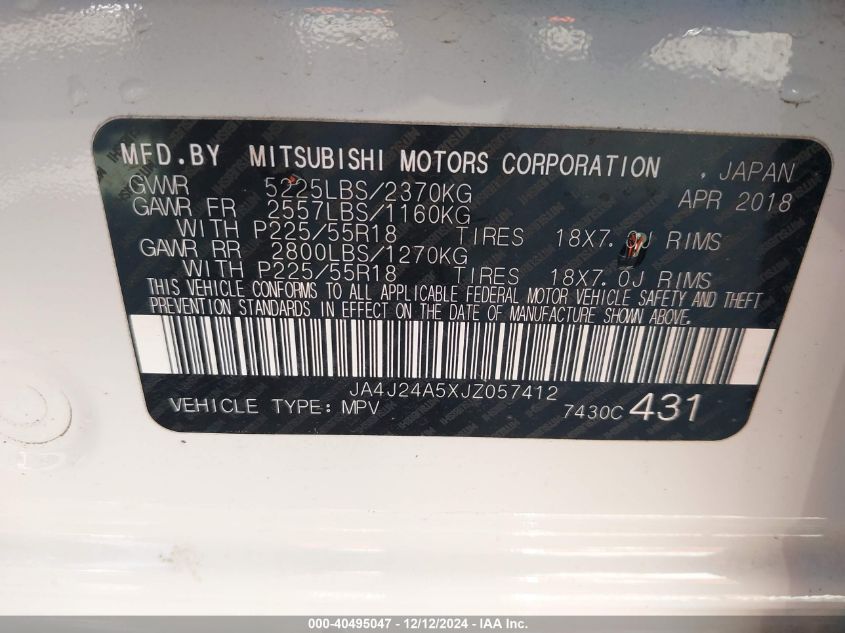 MFD.BY MITSUBISHI MOTORS CORPORATION , JAPAN
GVWR 5225LBS/2370KG APR 2018
GAWR FR 2557LBS/1160KG
WITH P225/55R18 TIRES 18X7. J RIMS
GAWR RR 2800LBS/1270KG
WITH P225/55R18 TIRES 18X7.0J RIMS
THIS VEHICLE CONFORMS TO ALL APPLICABLE FEDERAL MOTOR VEHICLE SAFETY AND THEFT
PREVENTION STANDARDS IN EFFECT ON THE DATE OF MANUFACTURE SHOWN ABOVE.
JA4J24A5XJZ057412
VEHICLE TYPE: MPV 7430C 431
000-40495047 - 12/12/2024 - IAA Inc.